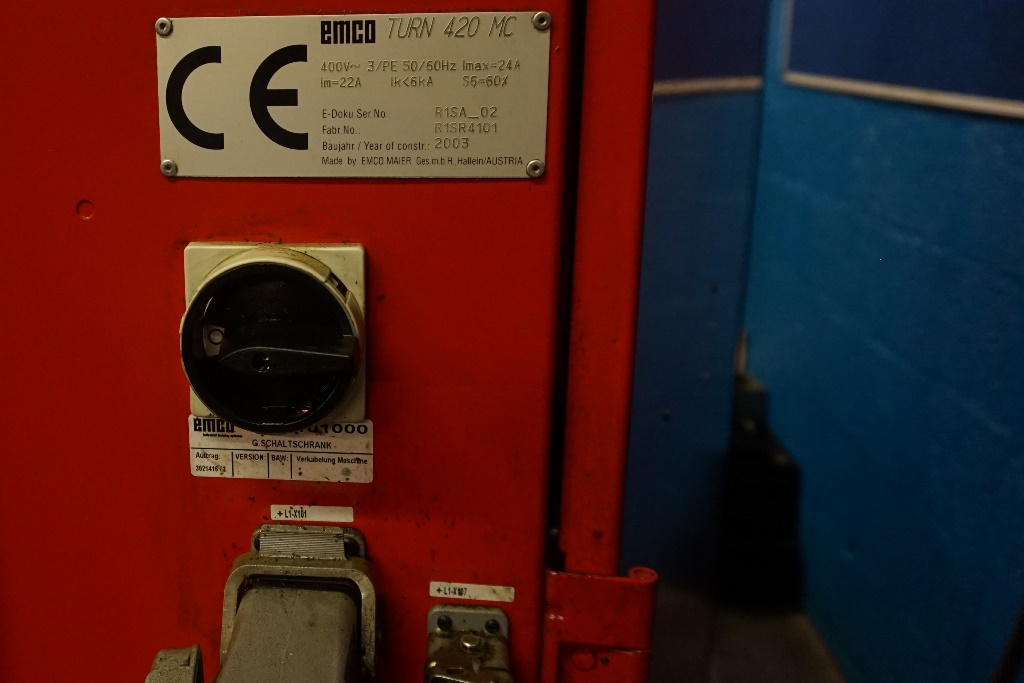 CE
emco TURN 420 MC
400V~ 3/PE 50/60Hz Imax=24A
Im=22A Ik<6kA S6=60%
E-Doku.Ser.No.: R1SA_02
Fabr.No.: R1SR4101
Baujahr / Year of constr.: 2003
Made by EMCO MAIER Ges.m.b.H.,Hallein/AUSTRIA
O
emco
G.SCHALTSCHRANK
Auftrag: VERSION: BAW: Verkabelung Maschine
+L1-X101